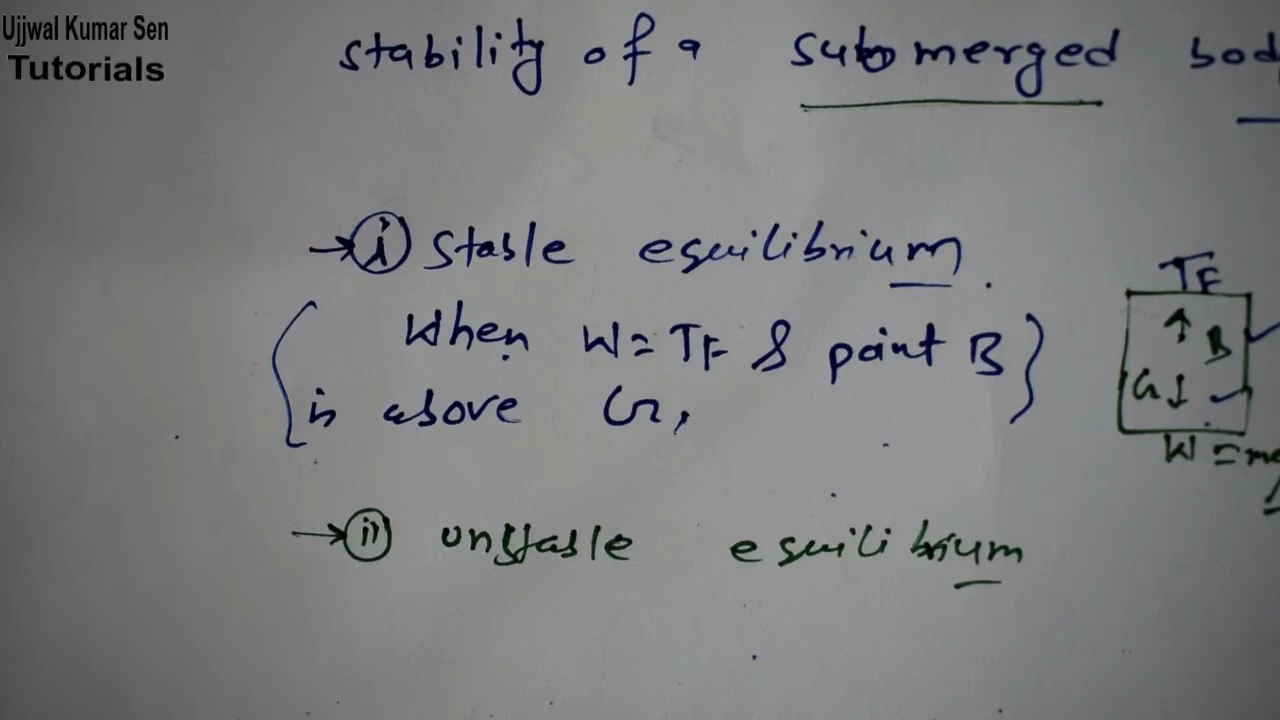 Ujjwal Kumar Sen
Tutorials
stability of a submerged bod
→ⓘ stable equilibrium.
When W = TF & point B
is above G,
TF
↑ B
G ↓
W = mg
→ⓘⓘ unstable equilibrium